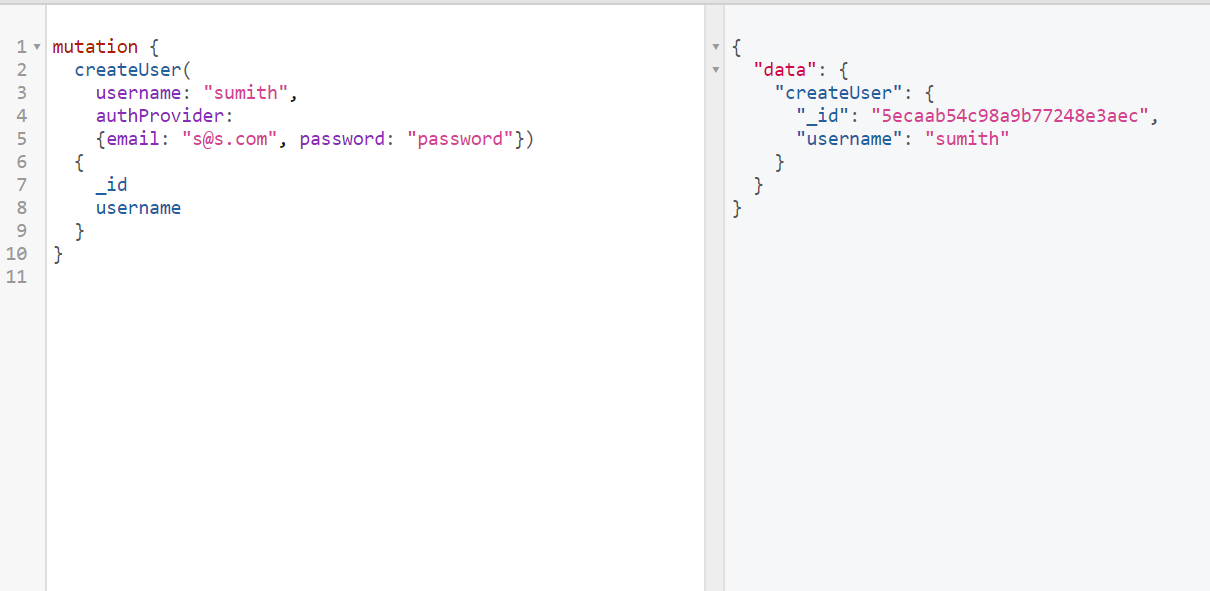 1 mutation {
2 createUser(
3 username: "sumith",
4 authProvider:
5 {email: "s@s.com", password: "password"})
6 {
7 _id
8 username
9 }
10 }
11
{
"data": {
"createUser": {
"_id": "5ecaab54c98a9b77248e3aec",
"username": "sumith"
}
}
}